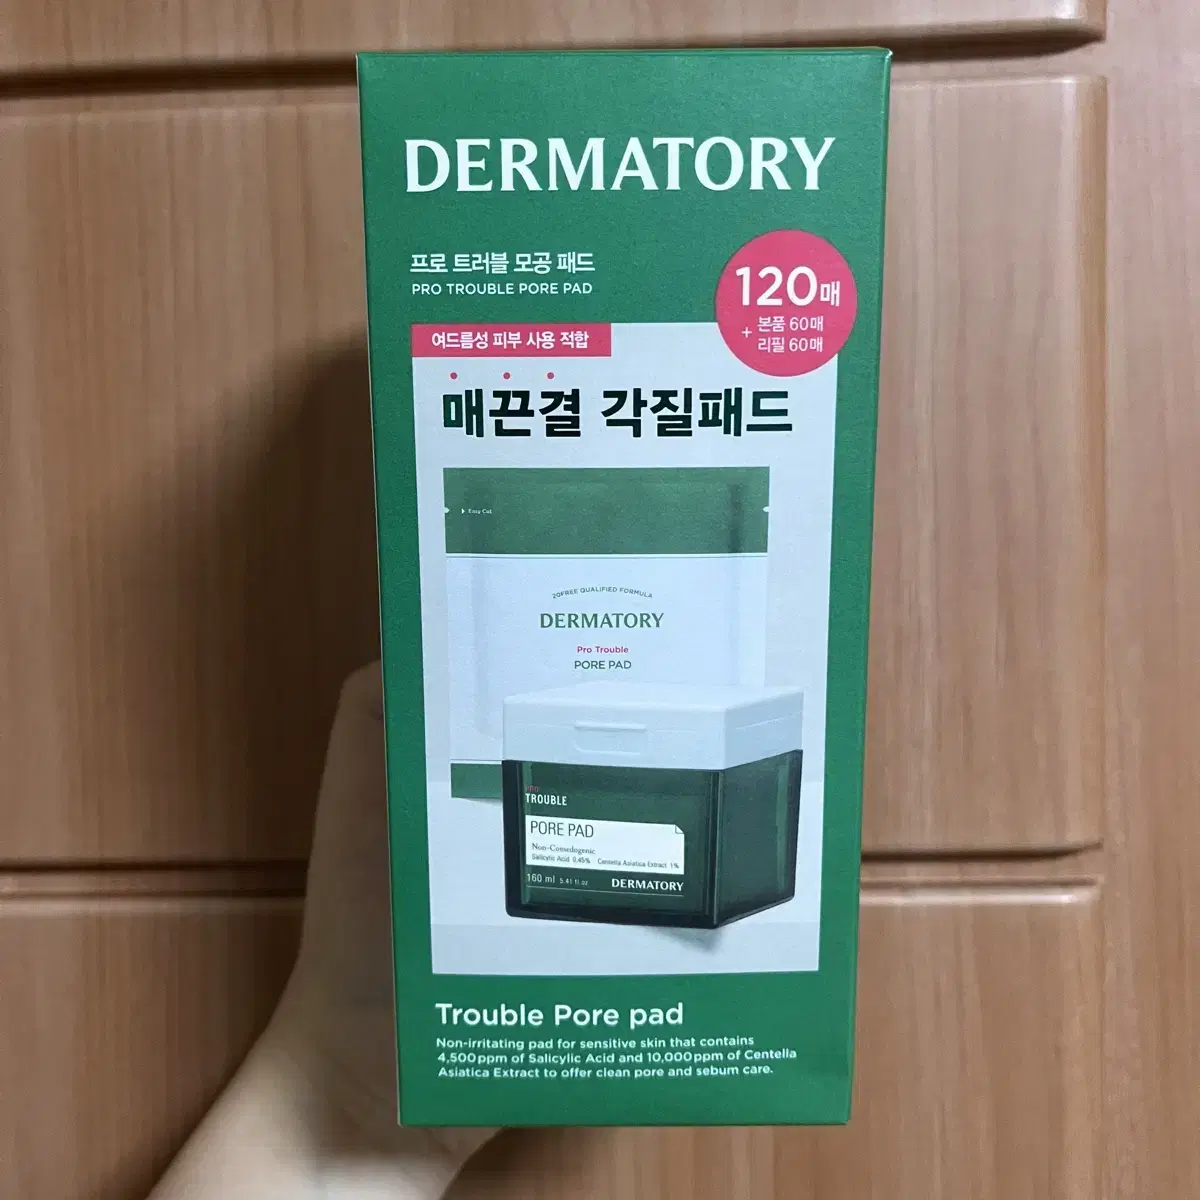 DERMATORY
프로 트러블 모공 패드
PRO TROUBLE PORE PAD
120매
+ 본품 60매
리필 60매
여드름성 피부 사용 적합
매끈결 각질패드
Easy Cut
20FREE QUALIFIED FORMULA
DERMATORY
Pro Trouble
PORE PAD
PRO
TROUBLE
PORE PAD
Non-Comedogenic
Salicylic Acid 0.45% Centella Asiatica Extract 1%
160 ml 5.41 fl.oz
DERMATORY
Trouble Pore pad
Non-irritating pad for sensitive skin that contains
4,500ppm of Salicylic Acid and 10,000ppm of Centella
Asiatica Extract to offer clean pore and sebum care.